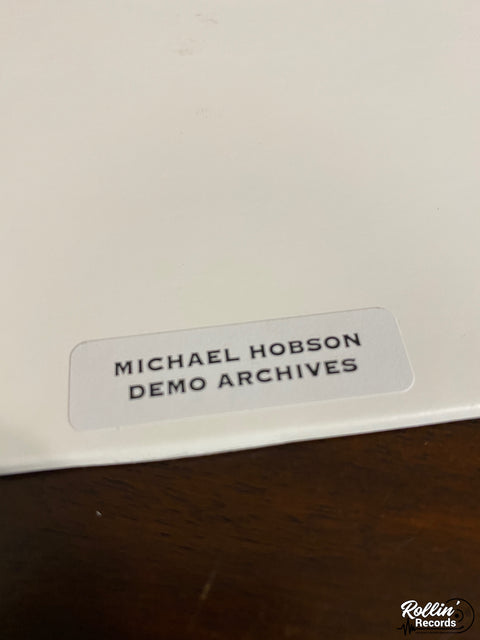 MICHAEL HOBSON
DEMO ARCHIVES
Rollin'
Records